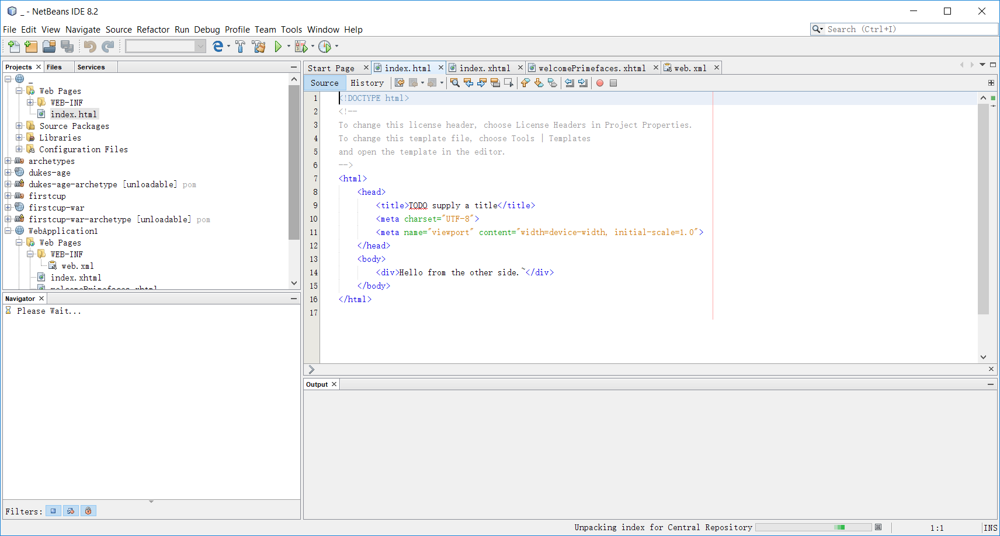 _ - NetBeans IDE 8.2
File Edit View Navigate Source Refactor Run Debug Profile Team Tools Window Help
Search (Ctrl+I)
Projects Files Services
_
Web Pages
WEB-INF
index.html
Source Packages
Libraries
Configuration Files
archetypes
dukes-age
dukes-age-archetype [unloadable] pom
firstcup
firstcup-war
firstcup-war-archetype [unloadable] pom
WebApplication1
Web Pages
WEB-INF
web.xml
index.xhtml
welcomePrimefaces.xhtml
Navigator
Please Wait...
Filters:
Start Page index.html index.xhtml welcomePrimefaces.xhtml web.xml
Source History
1 <!DOCTYPE html>
2 <!--
3 To change this license header, choose License Headers in Project Properties.
4 To change this template file, choose Tools | Templates
5 and open the template in the editor.
6 -->
7 <html>
8 <head>
9 <title>TODO supply a title</title>
10 <meta charset="UTF-8">
11 <meta name="viewport" content="width=device-width, initial-scale=1.0">
12 </head>
13 <body>
14 <div>Hello from the other side.~</div>
15 </body>
16 </html>
17
Output
Unpacking index for Central Repository
1:1
INS